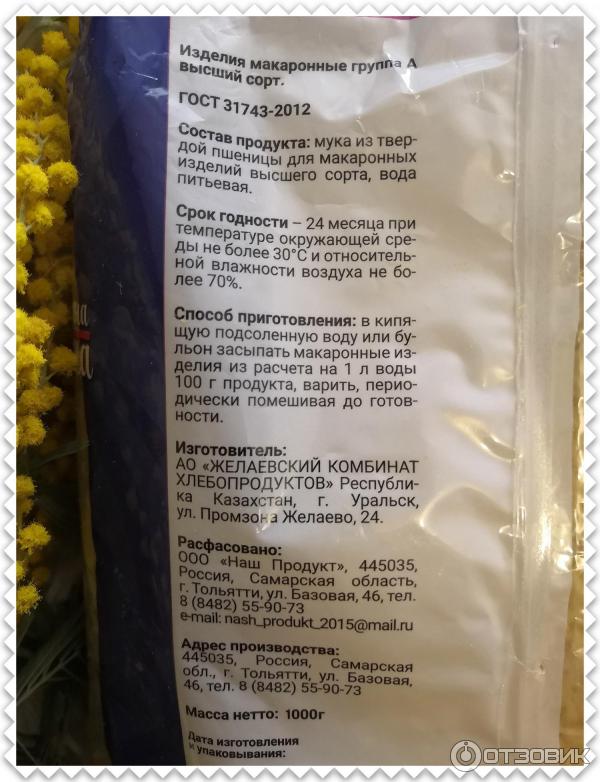 Изделия макаронные группа А
высший сорт.
ГОСТ 31743-2012
Состав продукта: мука из твер-
дой пшеницы для макаронных
изделий высшего сорта, вода
питьевая.
Срок годности – 24 месяца при
температуре окружающей сре-
ды не более 30°С и относитель-
ной влажности воздуха не бо-
лее 70%.
Способ приготовления: в кипя-
щую подсоленную воду или бу-
льон засыпать макаронные из-
делия из расчета на 1 л воды
100 г продукта, варить, перио-
дически помешивая до готов-
ности.
Изготовитель:
АО «ЖЕЛАЕВСКИЙ КОМБИНАТ
ХЛЕБОПРОДУКТОВ» Республи-
ка Казахстан, г. Уральск,
ул. Промзона Желаево, 24.
Расфасовано:
ООО «Наш Продукт», 445035,
Россия, Самарская область,
г. Тольятти, ул. Базовая, 46, тел.
8 (8482) 55-90-73
e-mail: nash_produkt_2015@mail.ru
Адрес производства:
445035, Россия, Самарская
обл., г. Тольятти, ул. Базовая,
46, тел. 8 (8482) 55-90-73
Масса нетто: 1000г
Дата изготовления
и упаковывания:
ОТЗОВИК